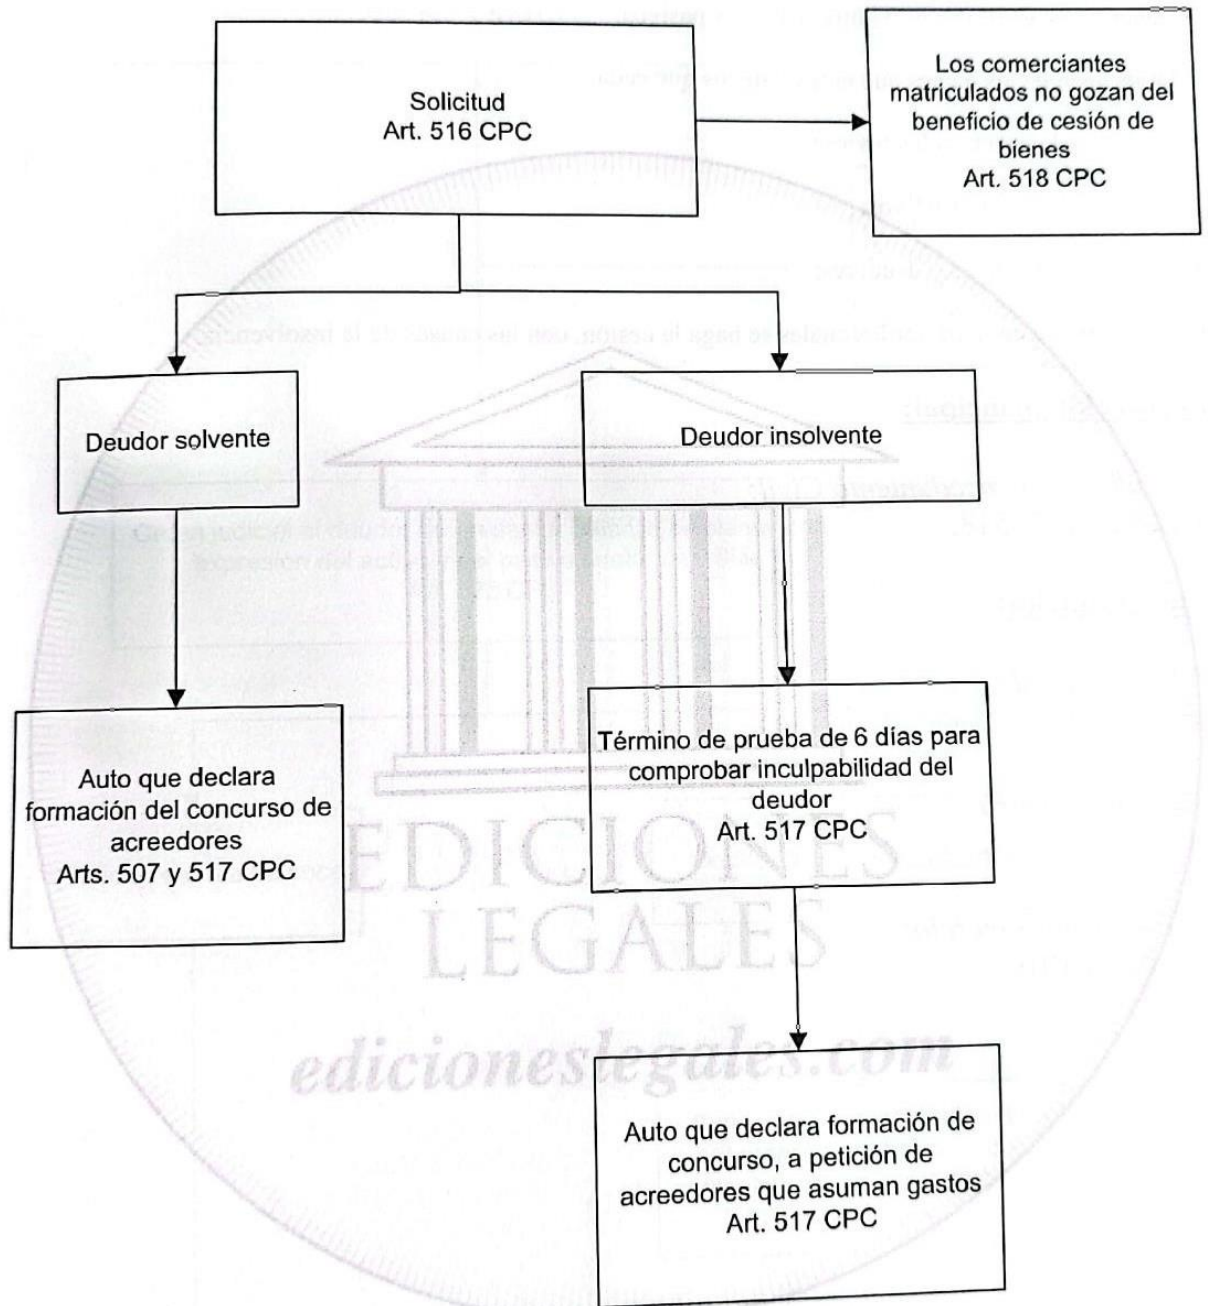 Solicitud
Art. 516 CPC
Los comerciantes
matriculados no gozan del
beneficio de cesión de
bienes
Art. 518 CPC
Deudor solvente
Deudor insolvente
Auto que declara
formación del concurso de
acreedores
Arts. 507 y 517 CPC
Término de prueba de 6 días para
comprobar inculpabilidad del
deudor
Art. 517 CPC
Auto que declara formación de
concurso, a petición de
acreedores que asuman gastos
Art. 517 CPC
EDICIONES
LEGALES
edicioneslegales.com